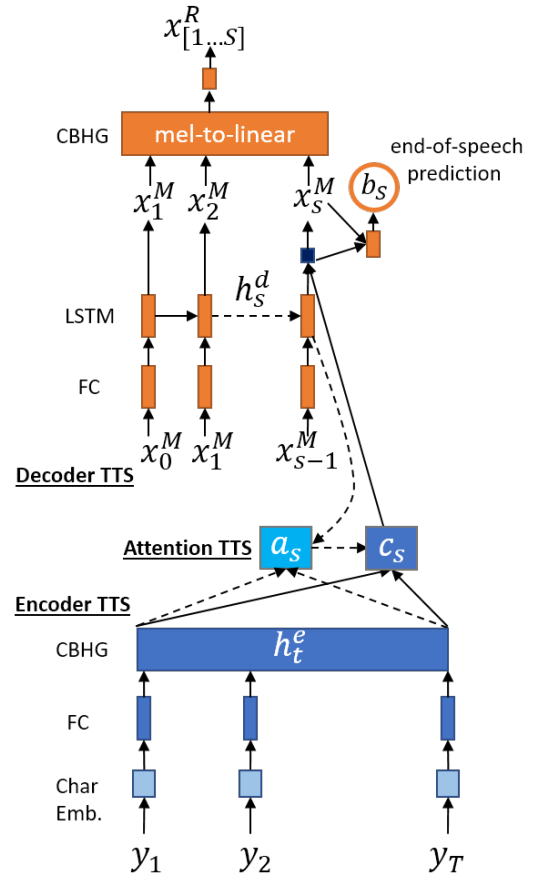 x^R_{[1...S]}
CBHG
mel-to-linear
end-of-speech
prediction
x^M_1
x^M_2
x^M_s
b_s
h^d_s
LSTM
FC
x^M_0
x^M_1
x^M_{s-1}
Decoder TTS
Attention TTS
a_s
c_s
Encoder TTS
CBHG
h^e_t
FC
Char
Emb.
y_1
y_2
y_T